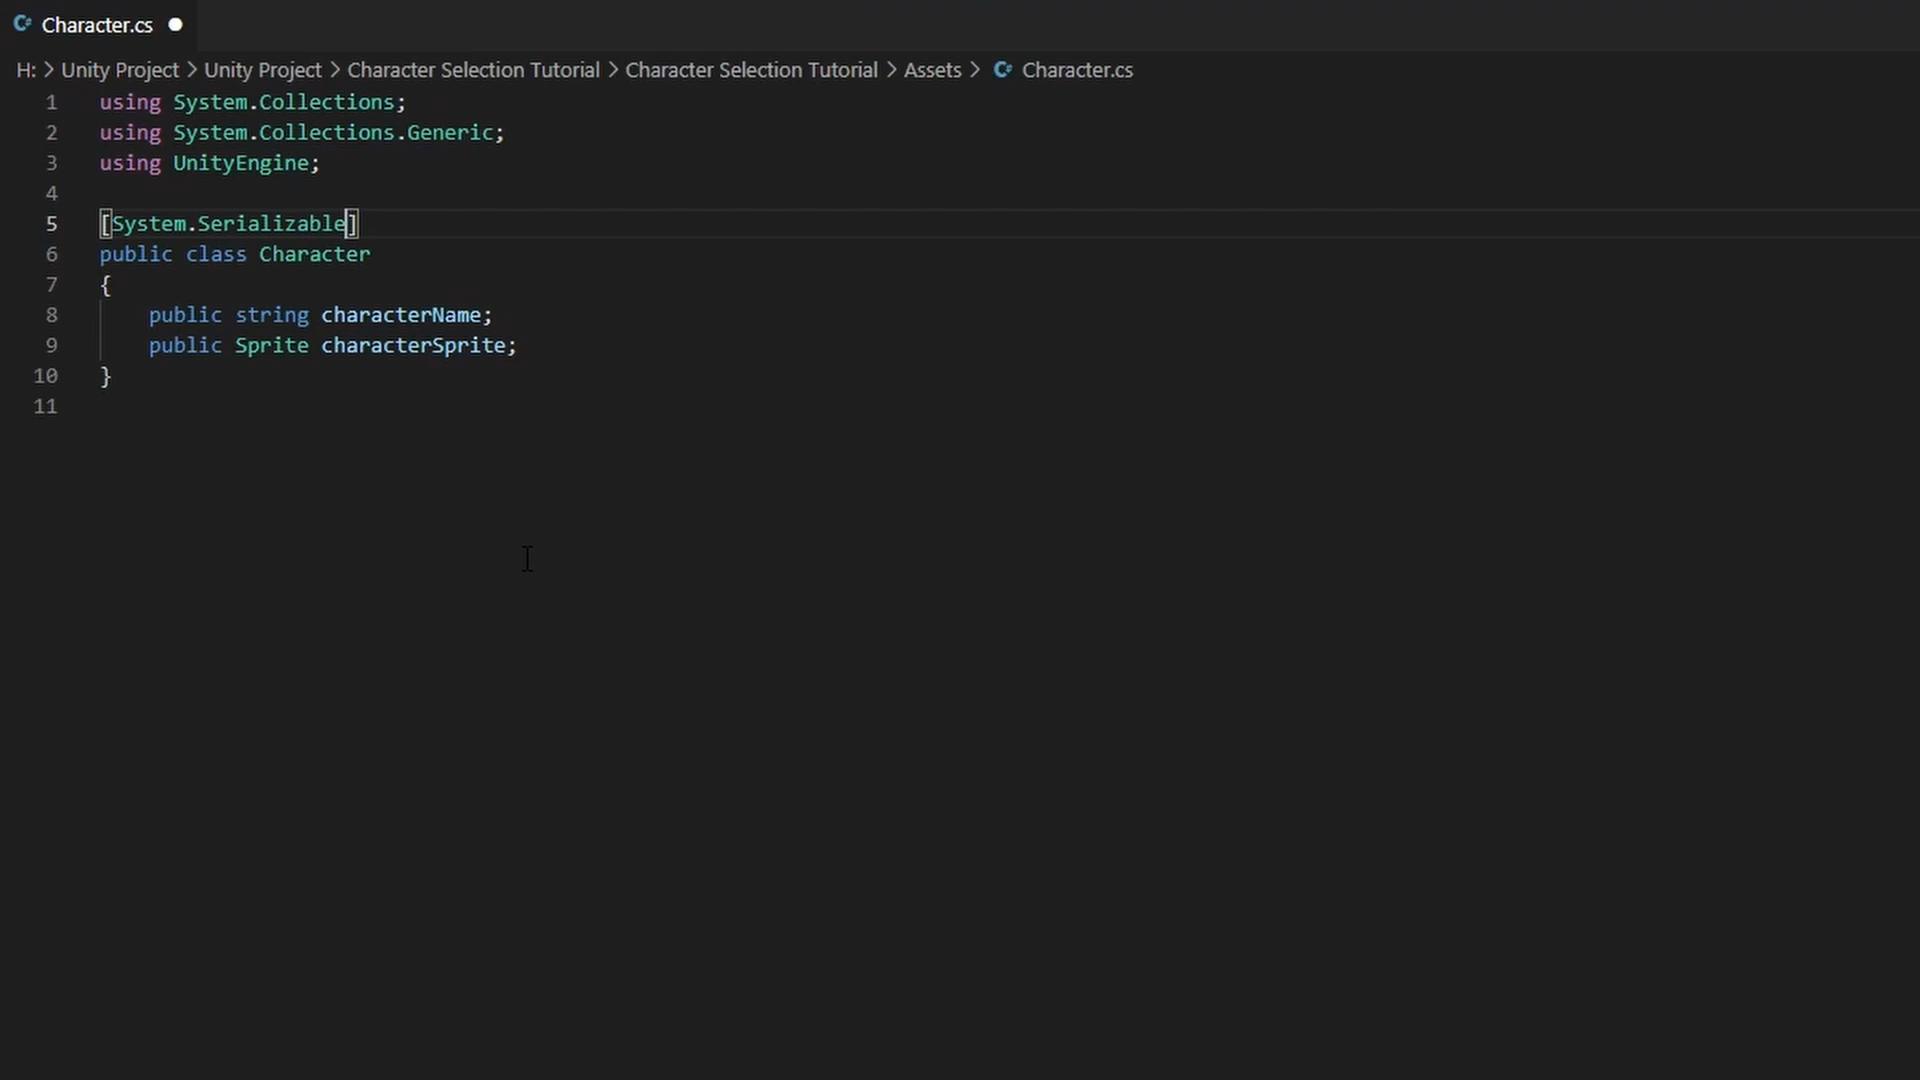 Character.cs
H: > Unity Project > Unity Project > Character Selection Tutorial > Character Selection Tutorial > Assets > Character.cs
1 using System.Collections;
2 using System.Collections.Generic;
3 using UnityEngine;
4
5 [System.Serializable]
6 public class Character
7 {
8 public string characterName;
9 public Sprite characterSprite;
10 }
11